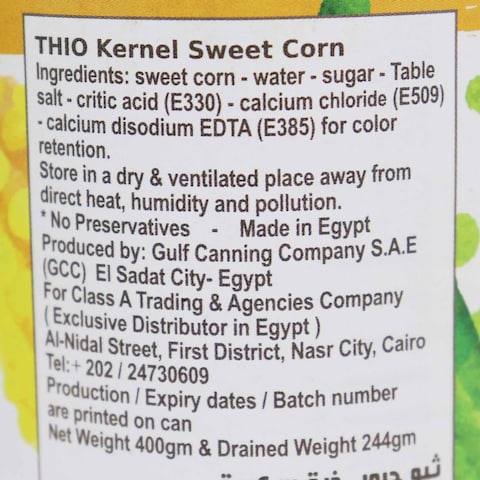 THIO Kernel Sweet Corn
Ingredients: sweet corn - water - sugar - Table
salt - critic acid (E330) - calcium chloride (E509)
- calcium disodium EDTA (E385) for color
retention.
Store in a dry & ventilated place away from
direct heat, humidity and pollution.
* No Preservatives - Made in Egypt
Produced by: Gulf Canning Company S.A.E
(GCC) El Sadat City- Egypt
For Class A Trading & Agencies Company
( Exclusive Distributor in Egypt )
Al-Nidal Street, First District, Nasr City, Cairo
Tel:+ 202 / 24730609
Production / Expiry dates / Batch number
are printed on can
Net Weight 400gm & Drained Weight 244gm